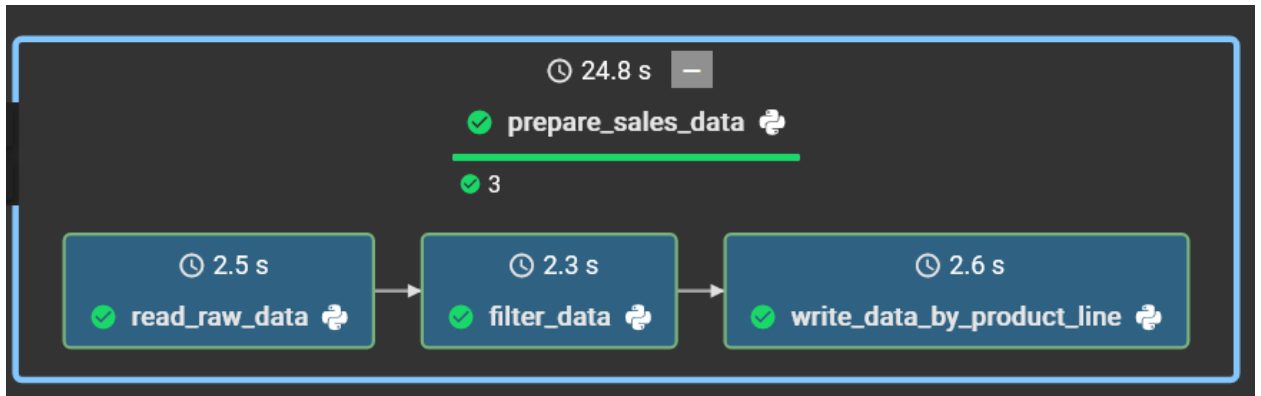 24.8 s
prepare_sales_data
3
2.5 s
read_raw_data
2.3 s
filter_data
2.6 s
write_data_by_product_line